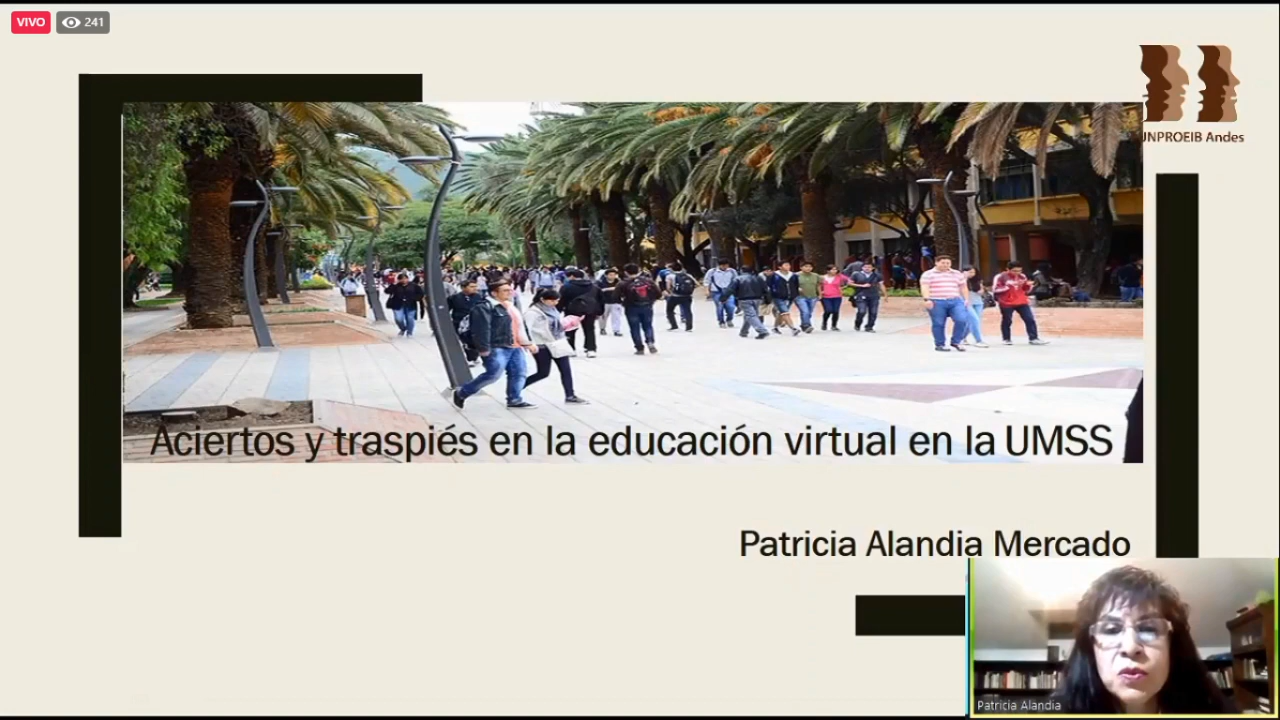 VIVO 241
UNPROEIB Andes
Aciertos y traspiés en la educación virtual en la UMSS
Patricia Alandia Mercado
Patricia Alandia